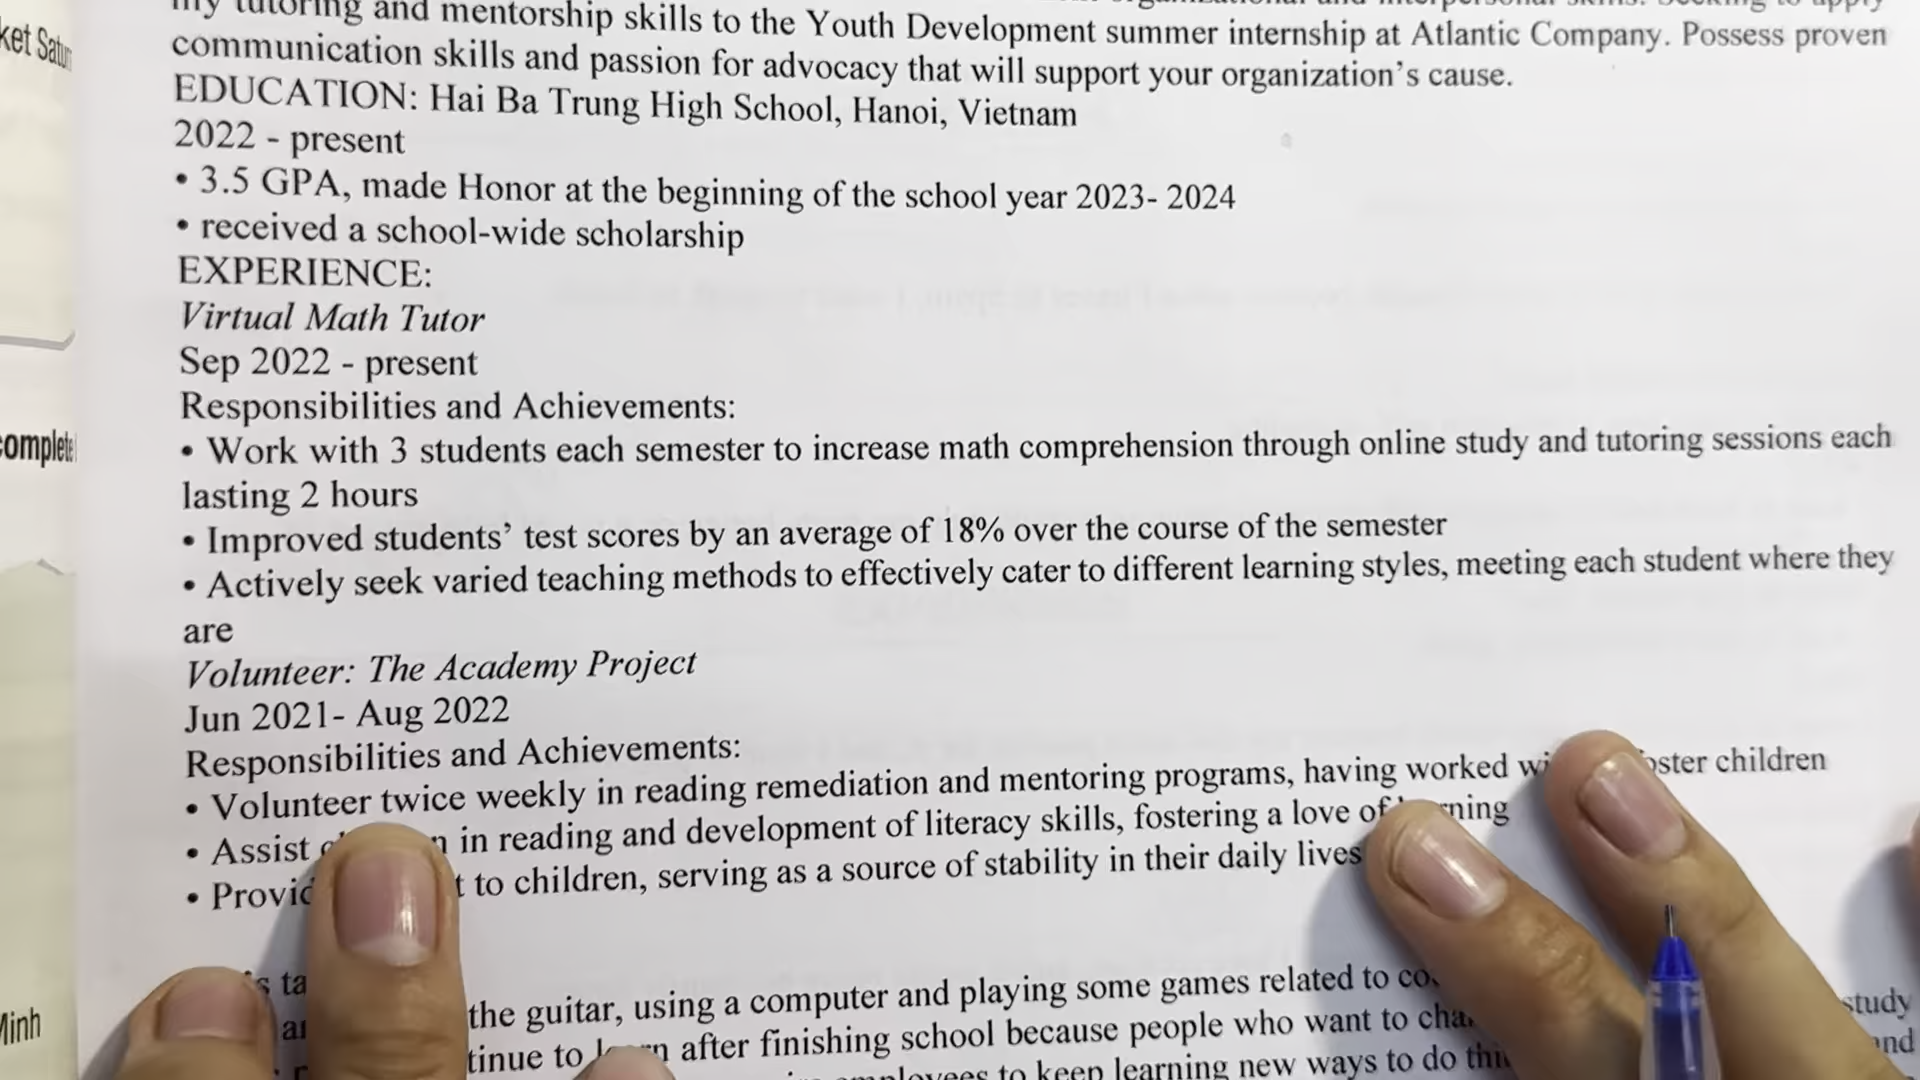 my tutoring and mentorship skills to the Youth Development summer internship at Atlantic Company. Possess proven
communication skills and passion for advocacy that will support your organization's cause.
EDUCATION: Hai Ba Trung High School, Hanoi, Vietnam
2022 - present
• 3.5 GPA, made Honor at the beginning of the school year 2023- 2024
• received a school-wide scholarship
EXPERIENCE:
Virtual Math Tutor
Sep 2022 - present
Responsibilities and Achievements:
• Work with 3 students each semester to increase math comprehension through online study and tutoring sessions each
lasting 2 hours
• Improved students' test scores by an average of 18% over the course of the semester
• Actively seek varied teaching methods to effectively cater to different learning styles, meeting each student where they
are
Volunteer: The Academy Project
Jun 2021- Aug 2022
Responsibilities and Achievements:
• Volunteer twice weekly in reading remediation and mentoring programs, having worked children
• Assist in reading and development of literacy skills, fostering a love of
• to children, serving as a source of stability in their daily lives
the guitar, using a computer and playing some games related to
to after finishing school because people who want to study
employees to keep learning new ways to do and